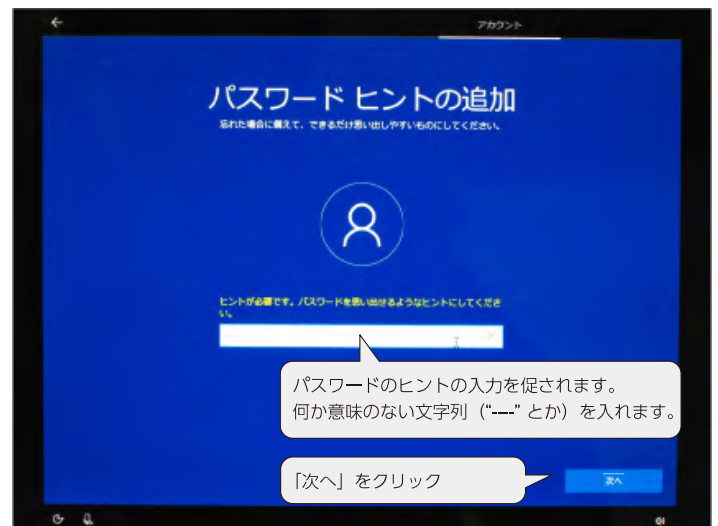 アカウント
パスワード ヒントの追加
忘れた場合に備えて、できるだけ思い出しやすいものにしてください。
ヒントが必要です。パスワードを思い出せるようなヒントにしてくださ
い。
パスワードのヒントの入力を促されます。
何か意味のない文字列（“----” とか）を入れます。
「次へ」をクリック
次へ